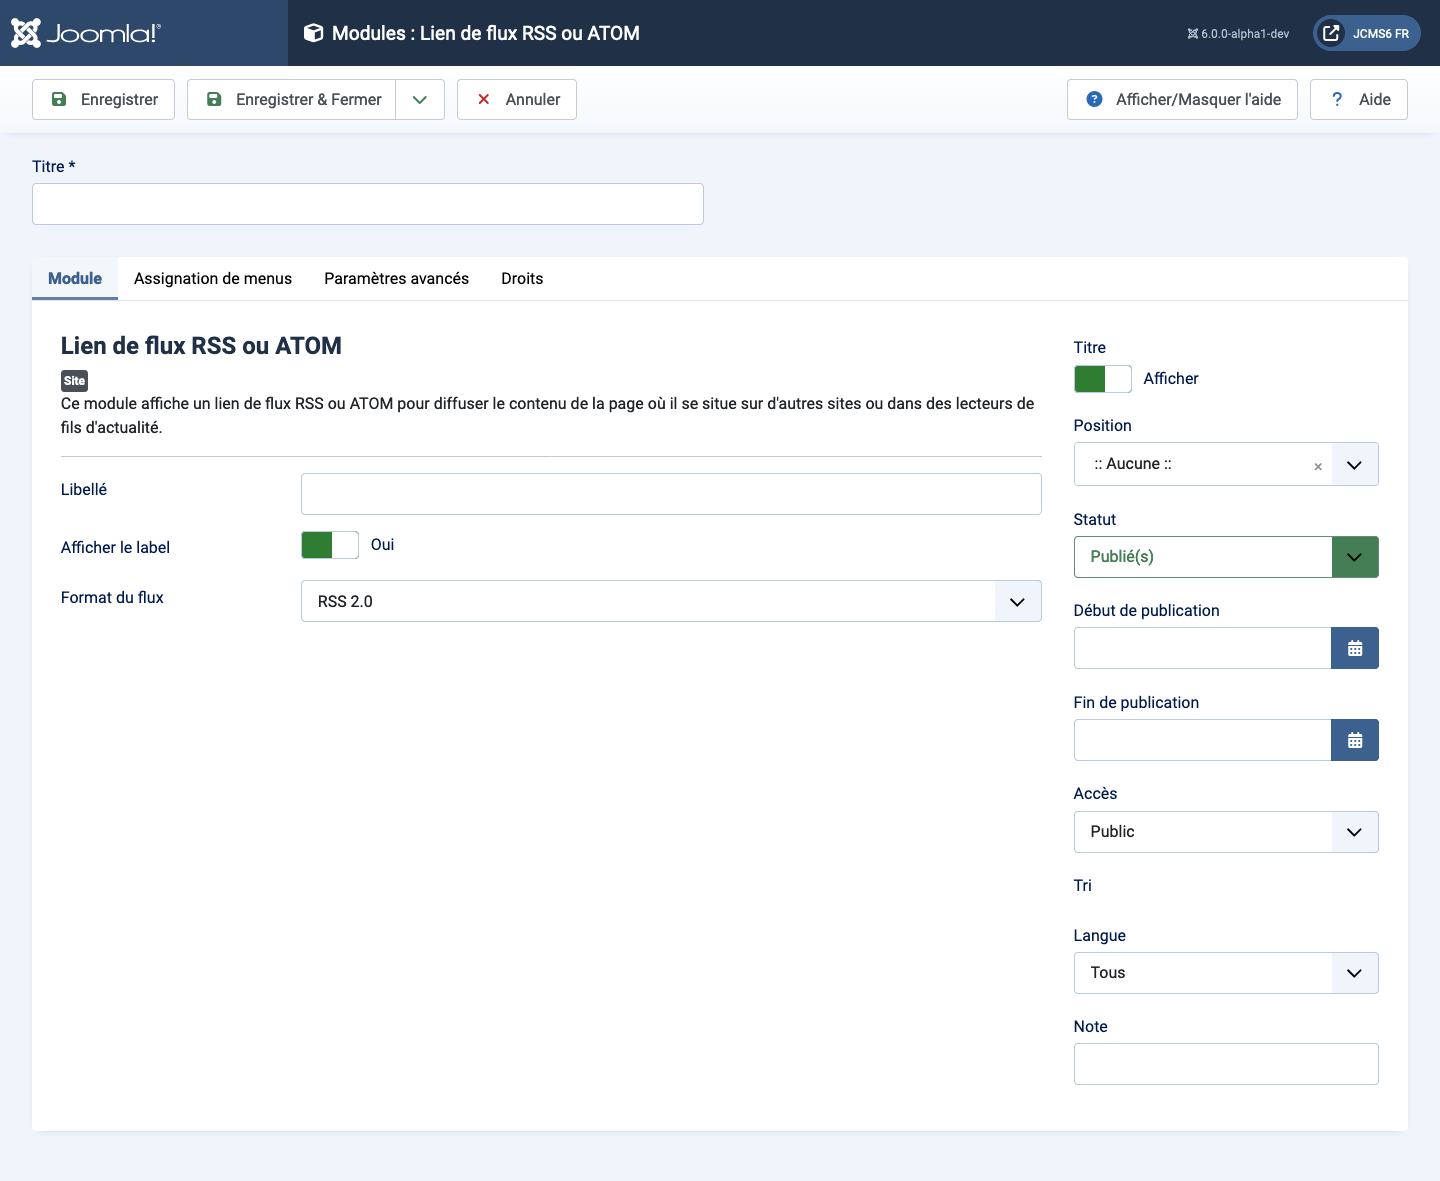 Joomla!®
Modules : Lien de flux RSS ou ATOM
6.0.0-alpha1-dev
JCMS6 FR
Enregistrer
Enregistrer & Fermer
Annuler
Afficher/Masquer l'aide
? Aide
Titre *
Module
Assignation de menus
Paramètres avancés
Droits
Lien de flux RSS ou ATOM
Site
Ce module affiche un lien de flux RSS ou ATOM pour diffuser le contenu de la page où il se situe sur d'autres sites ou dans des lecteurs de
fils d'actualité.
Libellé
Afficher le label
Oui
Format du flux
RSS 2.0
Titre
Afficher
Position
:: Aucune ::
×
Statut
Publié(s)
Début de publication
Fin de publication
Accès
Public
Tri
Langue
Tous
Note